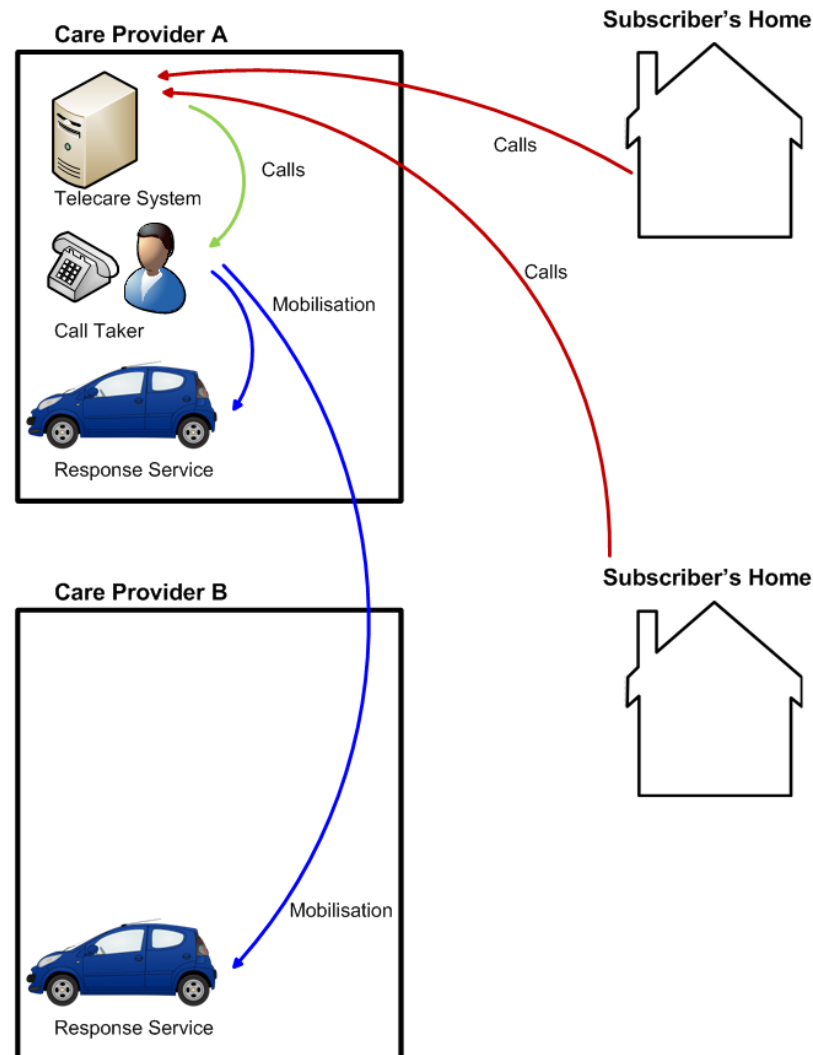 Care Provider A
Subscriber's Home
Telecare System
Calls
Calls
Call Taker
Mobilisation
Calls
Response Service
Care Provider B
Subscriber's Home
Mobilisation
Response Service